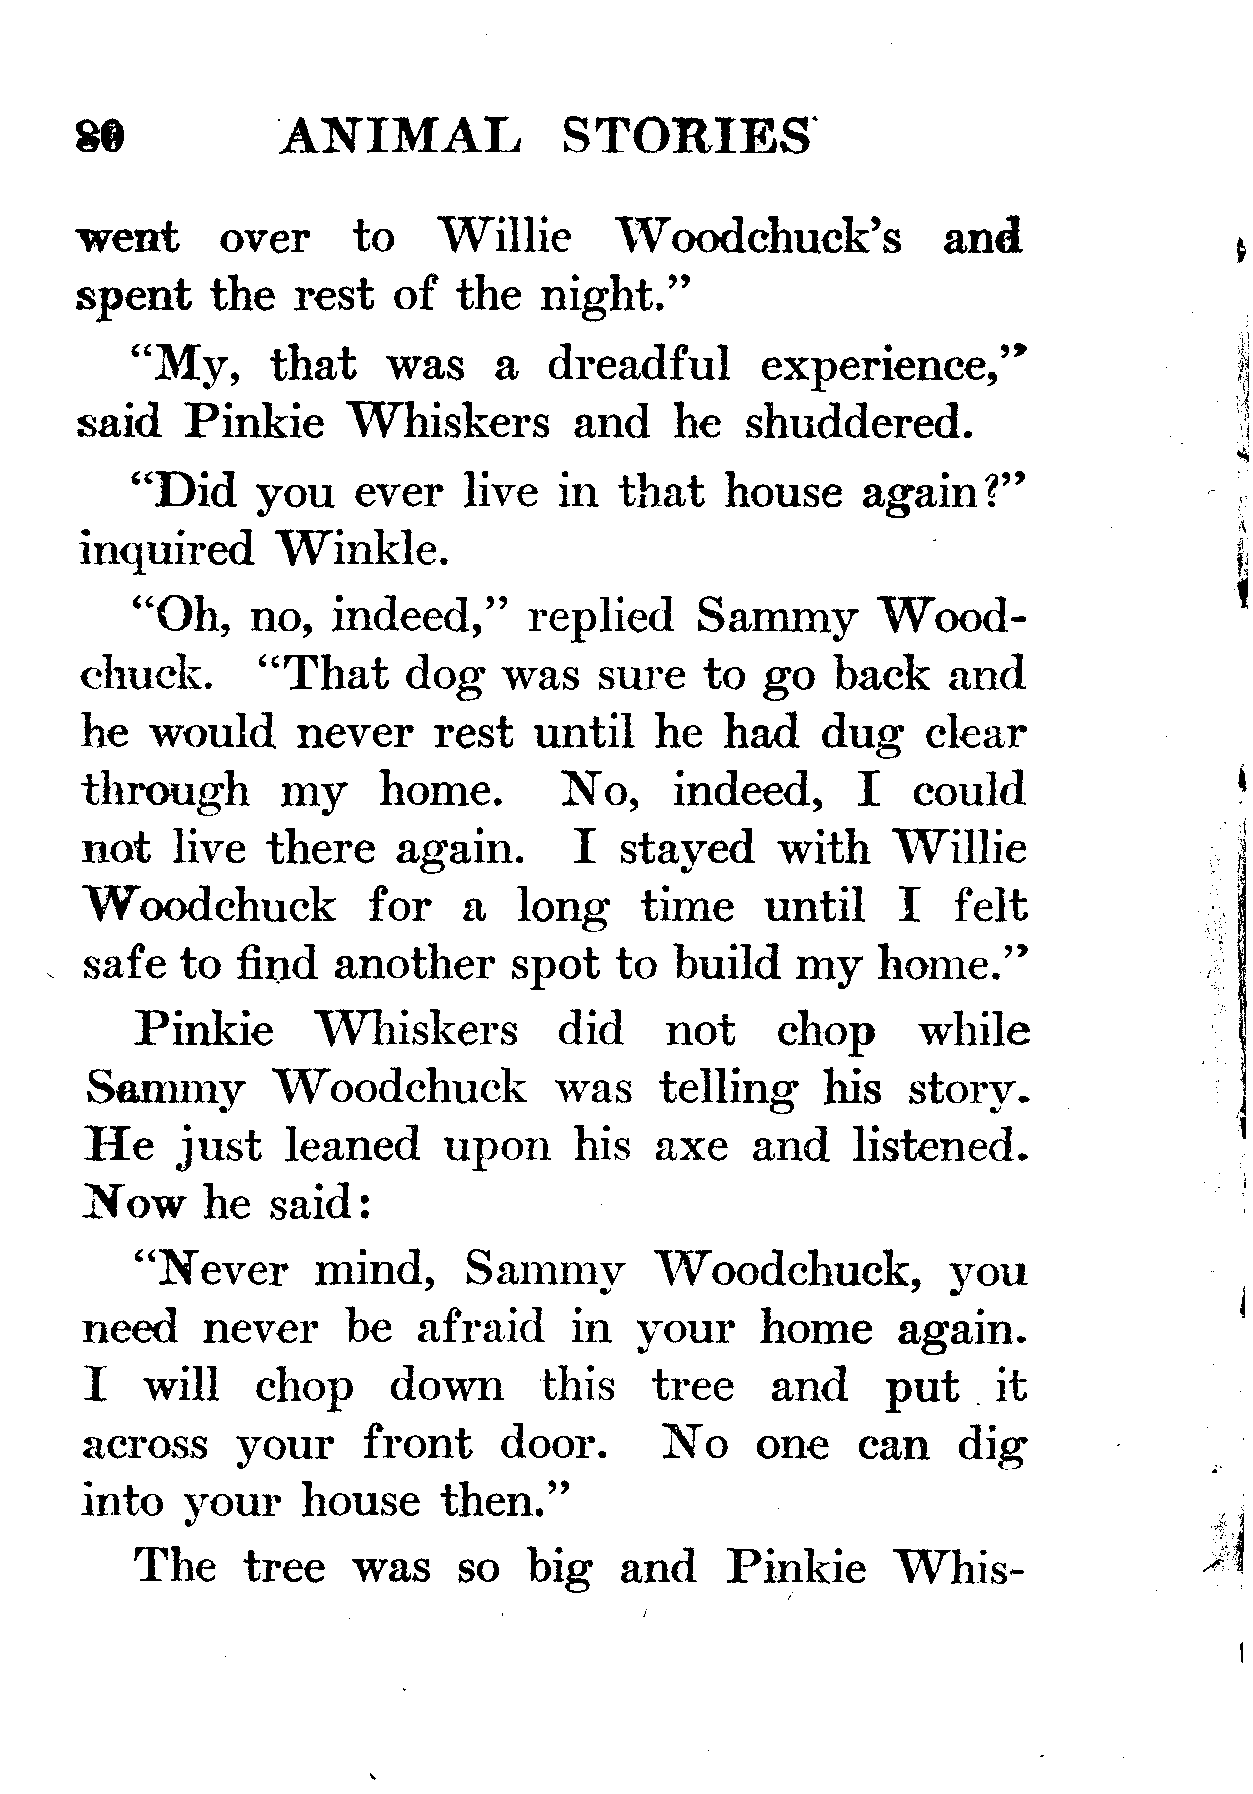 80 ANIMAL STORIES
went over to Willie Woodchuck's and
spent the rest of the night."
"My, that was a dreadful experience,"
said Pinkie Whiskers and he shuddered.
"Did you ever live in that house again?"
inquired Winkle.
"Oh, no, indeed," replied Sammy Wood-
chuck. "That dog was sure to go back and
he would never rest until he had dug clear
through my home. No, indeed, I could
not live there again. I stayed with Willie
Woodchuck for a long time until I felt
safe to find another spot to build my home."
Pinkie Whiskers did not chop while
Sammy Woodchuck was telling his story.
He just leaned upon his axe and listened.
Now he said:
"Never mind, Sammy Woodchuck, you
need never be afraid in your home again.
I will chop down this tree and put it
across your front door. No one can dig
into your house then."
The tree was so big and Pinkie Whis-